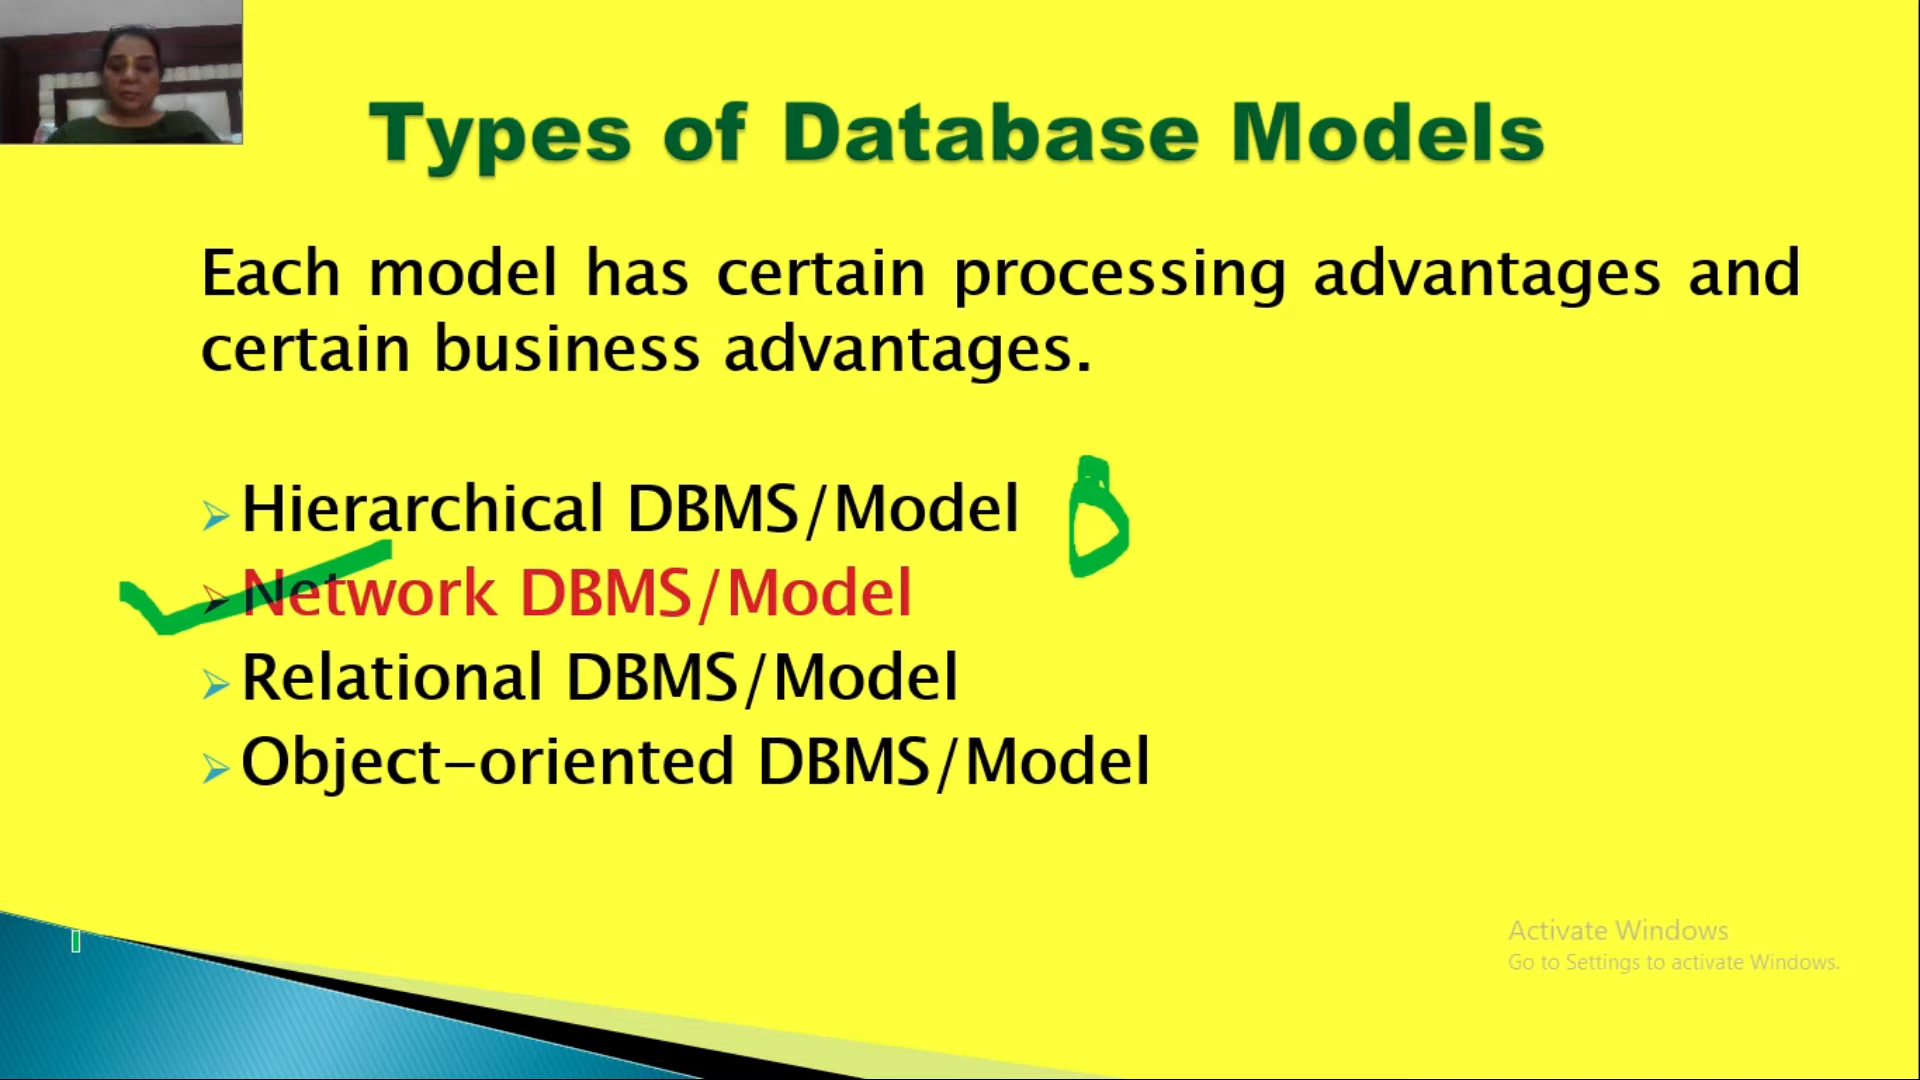 Types of Database Models
Each model has certain processing advantages and
certain business advantages.
Hierarchical DBMS/Model
Network DBMS/Model
Relational DBMS/Model
Object-oriented DBMS/Model
Activate Windows
Go to Settings to activate Windows.